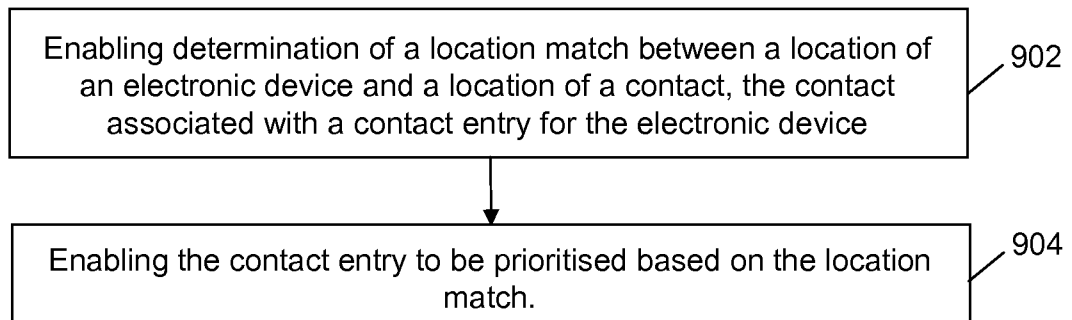 Enabling determination of a location match between a location of
an electronic device and a location of a contact, the contact
associated with a contact entry for the electronic device
902
Enabling the contact entry to be prioritised based on the location
match.
904